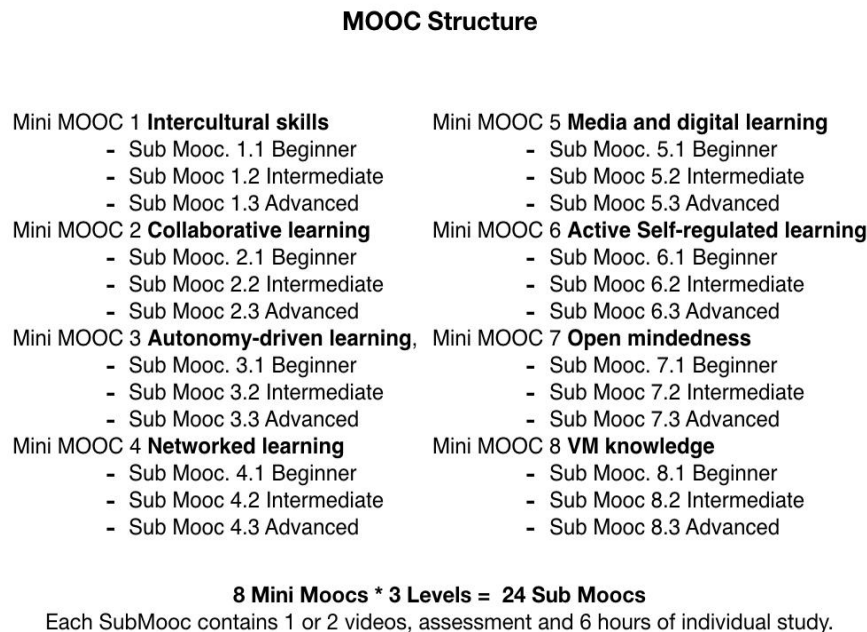 MOOC Structure
Mini MOOC 1 Intercultural skills
- Sub Mooc. 1.1 Beginner
- Sub Mooc 1.2 Intermediate
- Sub Mooc 1.3 Advanced
Mini MOOC 2 Collaborative learning
- Sub Mooc. 2.1 Beginner
- Sub Mooc 2.2 Intermediate
- Sub Mooc 2.3 Advanced
Mini MOOC 3 Autonomy-driven learning,
- Sub Mooc. 3.1 Beginner
- Sub Mooc 3.2 Intermediate
- Sub Mooc 3.3 Advanced
Mini MOOC 4 Networked learning
- Sub Mooc. 4.1 Beginner
- Sub Mooc 4.2 Intermediate
- Sub Mooc 4.3 Advanced
Mini MOOC 5 Media and digital learning
- Sub Mooc. 5.1 Beginner
- Sub Mooc 5.2 Intermediate
- Sub Mooc 5.3 Advanced
Mini MOOC 6 Active Self-regulated learning
- Sub Mooc. 6.1 Beginner
- Sub Mooc 6.2 Intermediate
- Sub Mooc 6.3 Advanced
Mini MOOC 7 Open mindedness
- Sub Mooc. 7.1 Beginner
- Sub Mooc 7.2 Intermediate
- Sub Mooc 7.3 Advanced
Mini MOOC 8 VM knowledge
- Sub Mooc. 8.1 Beginner
- Sub Mooc 8.2 Intermediate
- Sub Mooc 8.3 Advanced
8 Mini Moocs * 3 Levels = 24 Sub Moocs
Each SubMooc contains 1 or 2 videos, assessment and 6 hours of individual study.